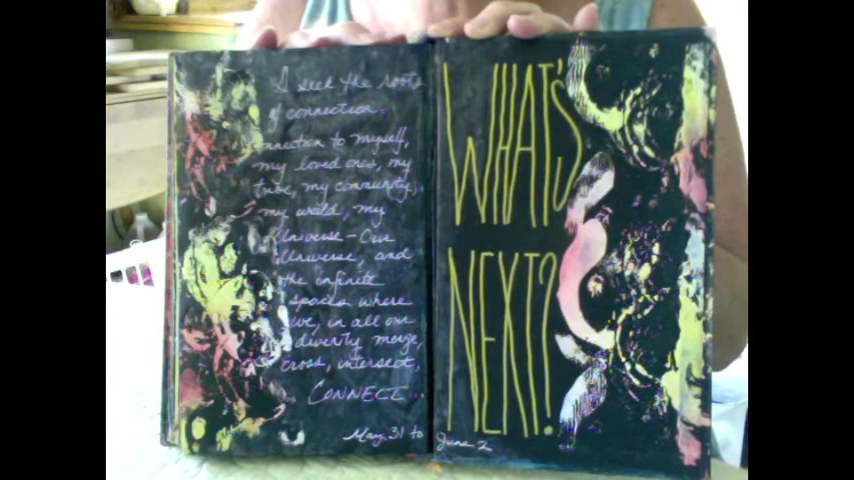 I seek the roots
of connection.
connection to myself,
my loved ones, my
tribe, my community,
my world, my
Universe - Our
Universe, and
the infinite
spaces where
we, in all our
diversity merge,
cross, intersect,
CONNECT...
May 31 to
WHAT'S
NEXT?
June 2